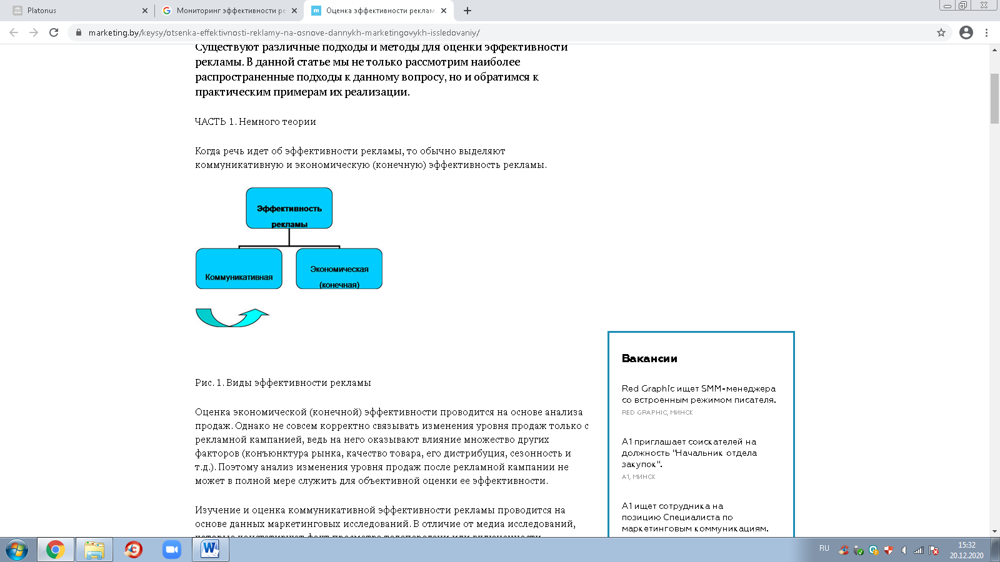 Platonus
Мониторинг эффективности ре
Оценка эффективности реклам
marketing.by/keysy/otsenka-effektivnosti-reklamy-na-osnove-dannykh-marketingovykh-issledovaniy/
Существуют различные подходы и методы для оценки эффективности
рекламы. В данной статье мы не только рассмотрим наиболее
распространенные подходы к данному вопросу, но и обратимся к
практическим примерам их реализации.
ЧАСТЬ 1. Немного теории
Когда речь идет об эффективности рекламы, то обычно выделяют
коммуникативную и экономическую (конечную) эффективность рекламы.
Эффективность
рекламы
Коммуникативная
Экономическая
(конечная)
Рис. 1. Виды эффективности рекламы
Оценка экономической (конечной) эффективности проводится на основе анализа
продаж. Однако не совсем корректно связывать изменения уровня продаж только с
рекламной кампанией, ведь на него оказывают влияние множество других
факторов (конъюнктура рынка, качество товара, его дистрибуция, сезонность и
т.д.). Поэтому анализ изменения уровня продаж после рекламной кампании не
может в полной мере служить для объективной оценки ее эффективности.
Изучение и оценка коммуникативной эффективности рекламы проводится на
основе данных маркетинговых исследований. В отличие от медиа исследований,
которые констатируют факт просмотра телепередачи или включенности
Вакансии
Red Graphic ищет SMM-менеджера
со встроенным режимом писателя.
RED GRAPHIC, МИНСК
А1 приглашает соискателей на
должность "Начальник отдела
закупок".
А1, МИНСК
А1 ищет сотрудника на
позицию Специалиста по
маркетинговым коммуникациям.
RU
15:32
20.12.2020